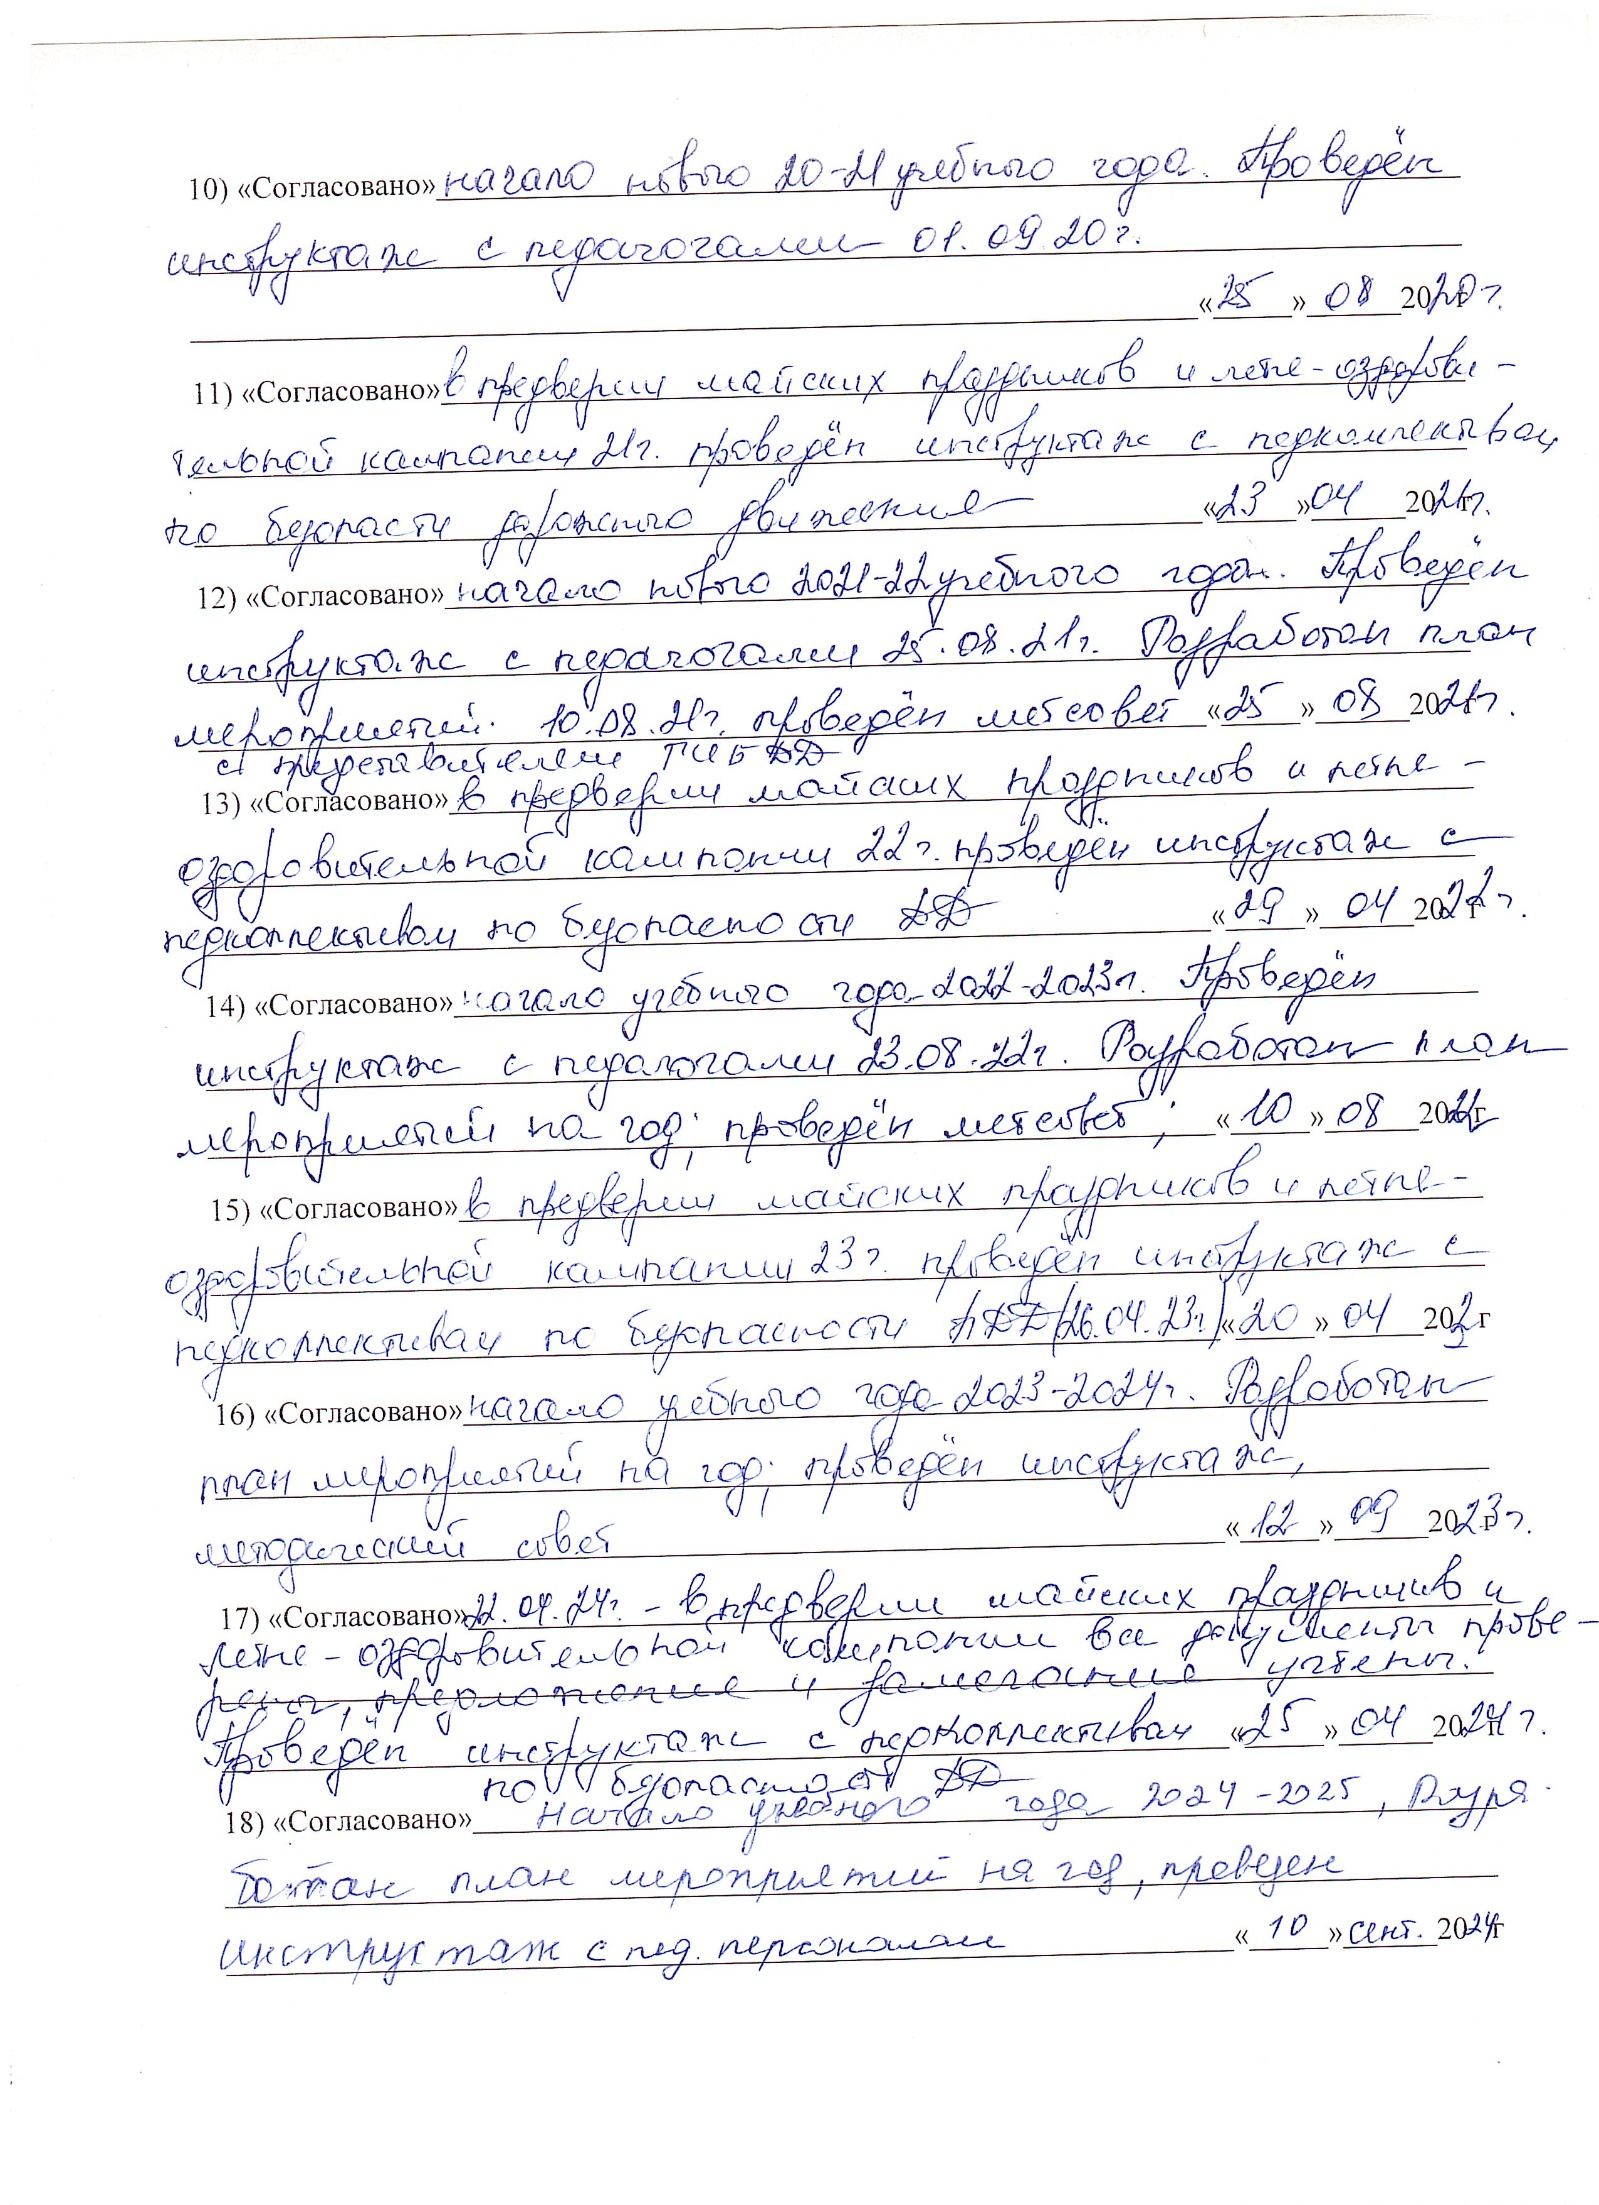 10) «Согласовано» начало нового 20-21 учебного года. Проведён
инструктаж с педагогами 01.09.20г.
«25» 08 2020г.
11) «Согласовано» в предверии майских праздников и летне-оздорови-
тельной кампании 21г. проведён инструктаж с педколлективом
по безопасти дорожного движения «23» 04 2021г.
12) «Согласовано» начало нового 2021-22 учебного года. Проведён
инструктаж с педагогами 25.08.21г. Разработан план
мероприятий. 10.08.21г. проведён метсовет «25» 08 2021г.
с представителем ГИБДД
13) «Согласовано» в предверии майских праздников и летне-
оздоровительной кампании 22г. проведён инструктаж с
педколлективом по безопасности ДД «29» 04 2022г.
14) «Согласовано» начало учебного года 2022-2023г. Проведён
инструктаж с педагогами 23.08.22г. Разработан план
мероприятий на год; проведён метсовет; «10» 08 2022г
15) «Согласовано» в предверии майских праздников и летне-
оздоровительной кампании 23г. проведён инструктаж с
педколлективом по безопасности ДД (26.04.23г.) «20» 04 202 г
16) «Согласовано» начало учебного года 2023-2024г. Разработан
план мероприятий на год; проведён инструктаж,
методический совет «12» 09 2023г.
17) «Согласовано» 22.04.24г. - в предверии майских праздников и
летне-оздоровительной кампании все документы прове-
рены, предложения и замечания учтены.
Проведён инструктаж с педколлективом «25» 04 2024г.
по безопасности ДД
18) «Согласовано» начало учебного года 2024-2025, Разра-
ботан план мероприятий на год, проведен
инструктаж с пед. персоналом «10» сент. 2024г